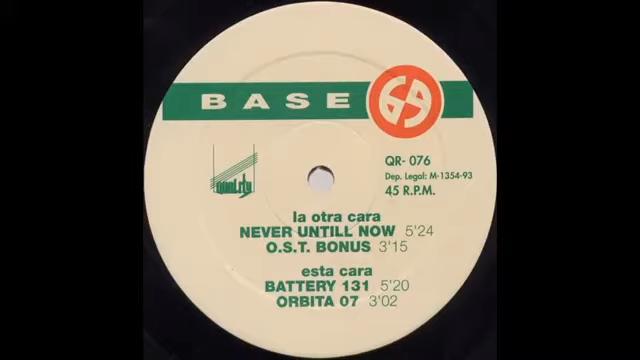 BASE 69
QR- 076
Dep. Legal: M-1354-93
45 R.P.M.
quality
la otra cara
NEVER UNTILL NOW 5'24
O.S.T. BONUS 3'15
esta cara
BATTERY 131 5'20
ORBITA 07 3'02